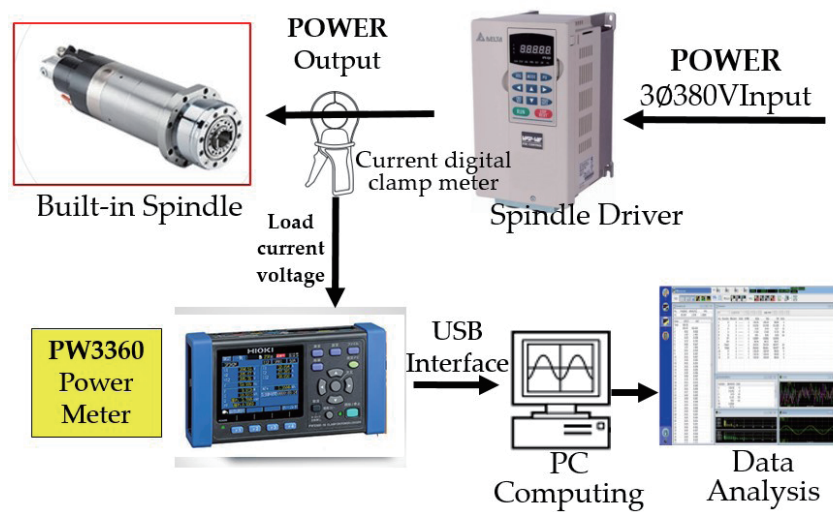 POWER
Output
DELTA
POWER
3Ø380VInput
Current digital
clamp meter
Built-in Spindle
Spindle Driver
Load
current
voltage
PW3360
Power
Meter
HIOKI
USB
Interface
PC
Computing
Data
Analysis